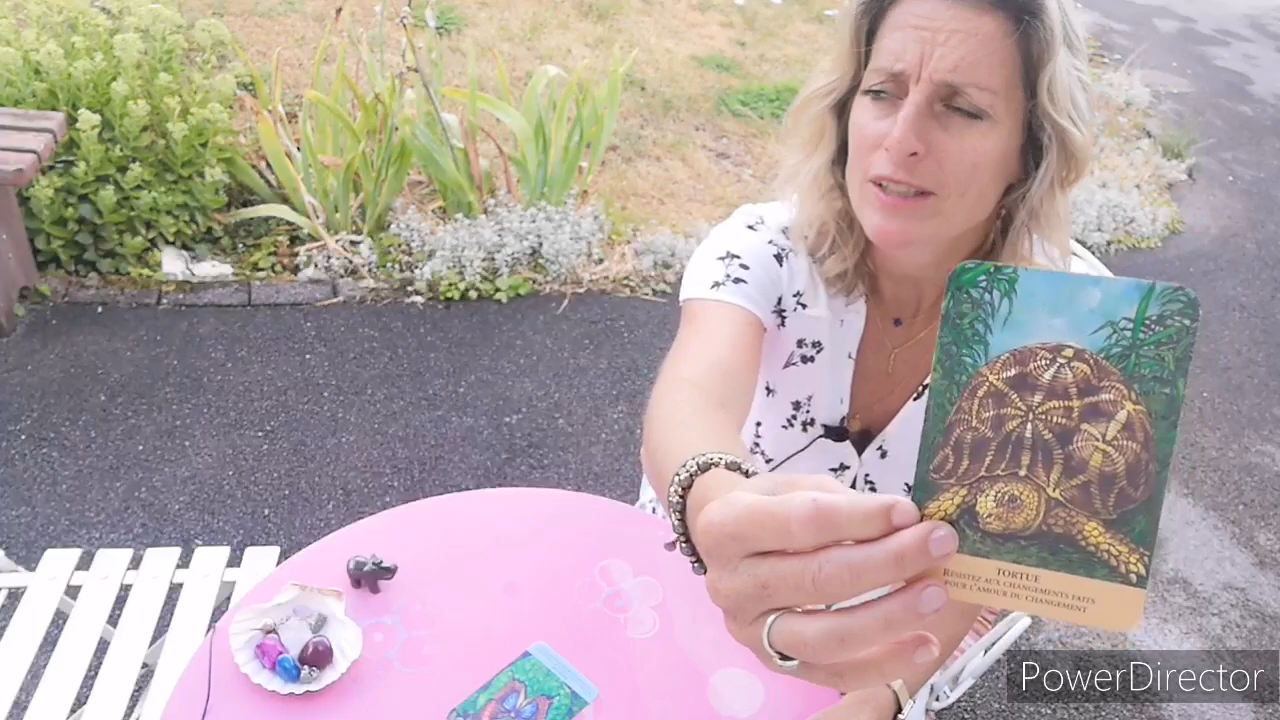 TORTUE
RÉSISTEZ AUX CHANGEMENTS FAITS
POUR L'AMOUR DU CHANGEMENT
PowerDirector